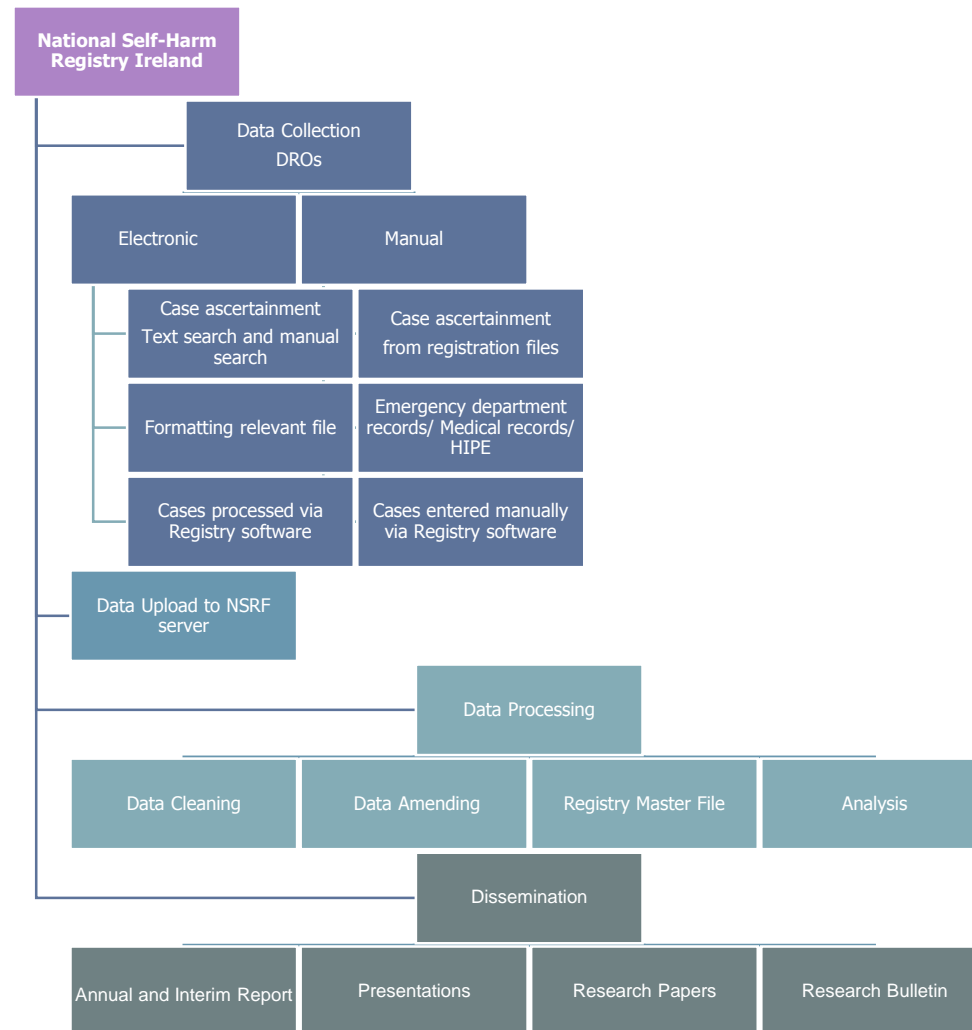 National Self-Harm
Registry Ireland
Data Collection
DROs
Electronic
Manual
Case ascertainment
Text search and manual
search
Case ascertainment
from registration files
Formatting relevant file
Emergency department
records/ Medical records/
HIPE
Cases processed via
Registry software
Cases entered manually
via Registry software
Data Upload to NSRF
server
Data Processing
Data Cleaning
Data Amending
Registry Master File
Analysis
Dissemination
Annual and Interim Report
Presentations
Research Papers
Research Bulletin